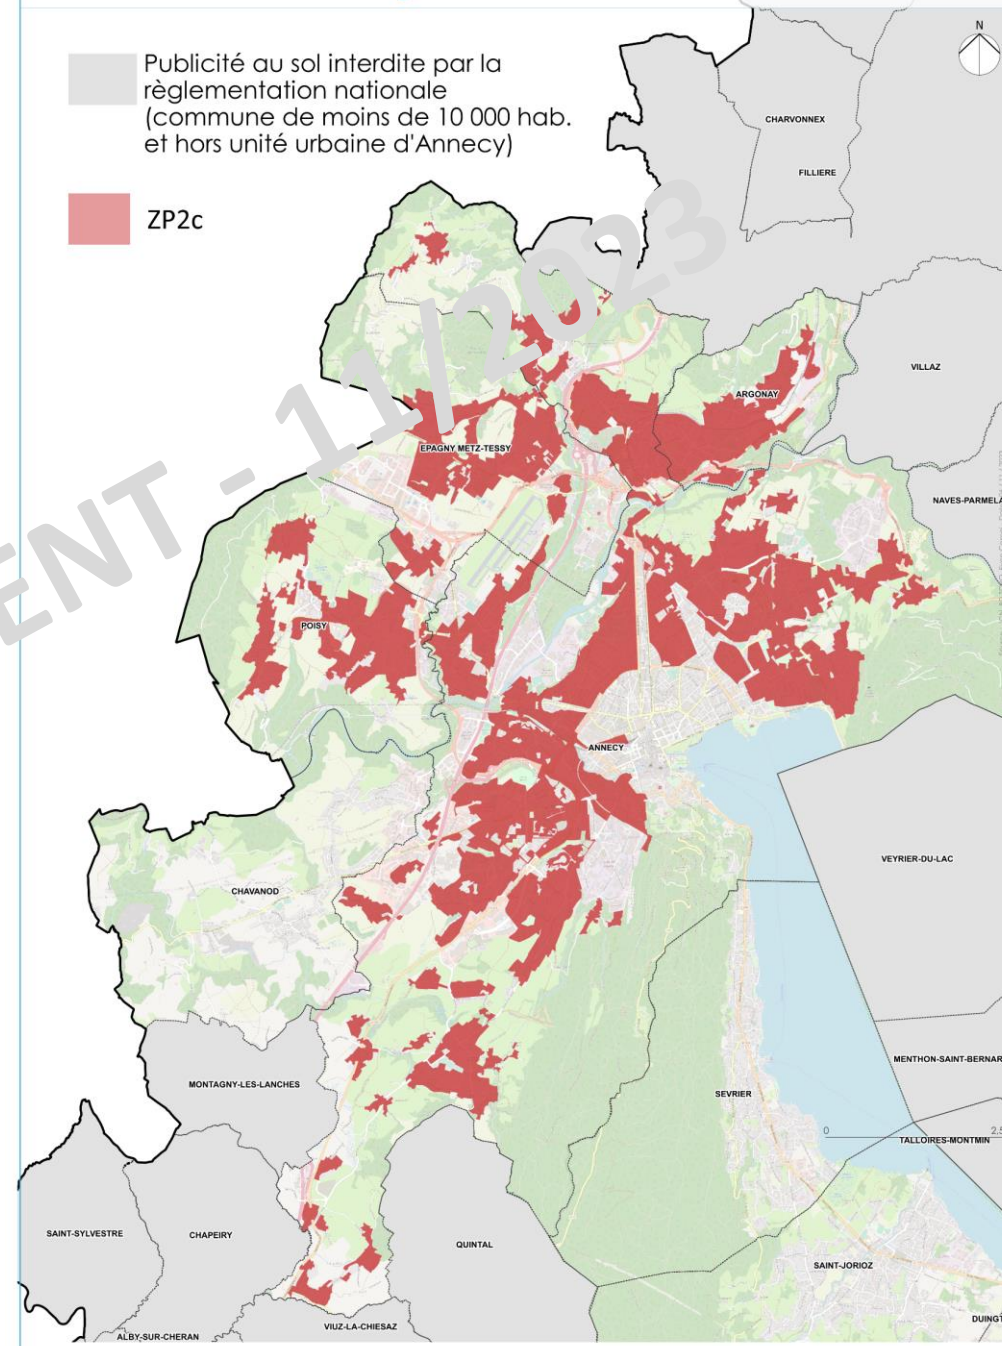 Publicité au sol interdite par la
règlementation nationale
(commune de moins de 10 000 hab.
et hors unité urbaine d'Annecy)
ZP2c
N
CHARVONNEX
FILLIERE
VILLAZ
ARGONAY
EPAGNY METZ-TESSY
NAVES-PARMELA
ENT - 11/2023
POISY
ANNECY
VEYRIER-DU-LAC
CHAVANOD
MENTHON-SAINT-BERNAR
MONTAGNY-LES-LANCHES
SEVRIER
0
2.5
TALLOIRES-MONTMIN
SAINT-SYLVESTRE
CHAPEIRY
QUINTAL
SAINT-JORIOZ
DUINGT
VIUZ-LA-CHIESAZ
ALBY-SUR-CHERAN